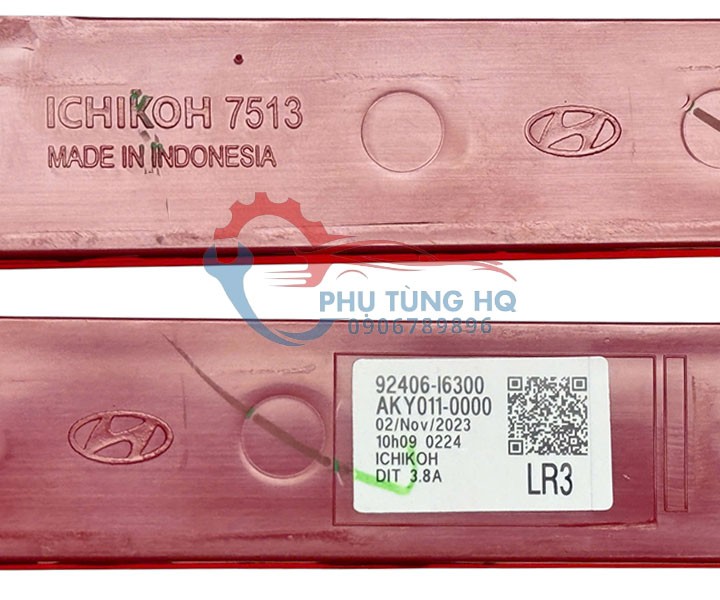 ICHIKOH 7513
MADE IN INDONESIA
PHỤ TÙNG HQ
0906789896
92406-I6300
AKY011-0000
02/Nov/2023
10h09 0224
ICHIKOH
DIT 3.8A
LR3